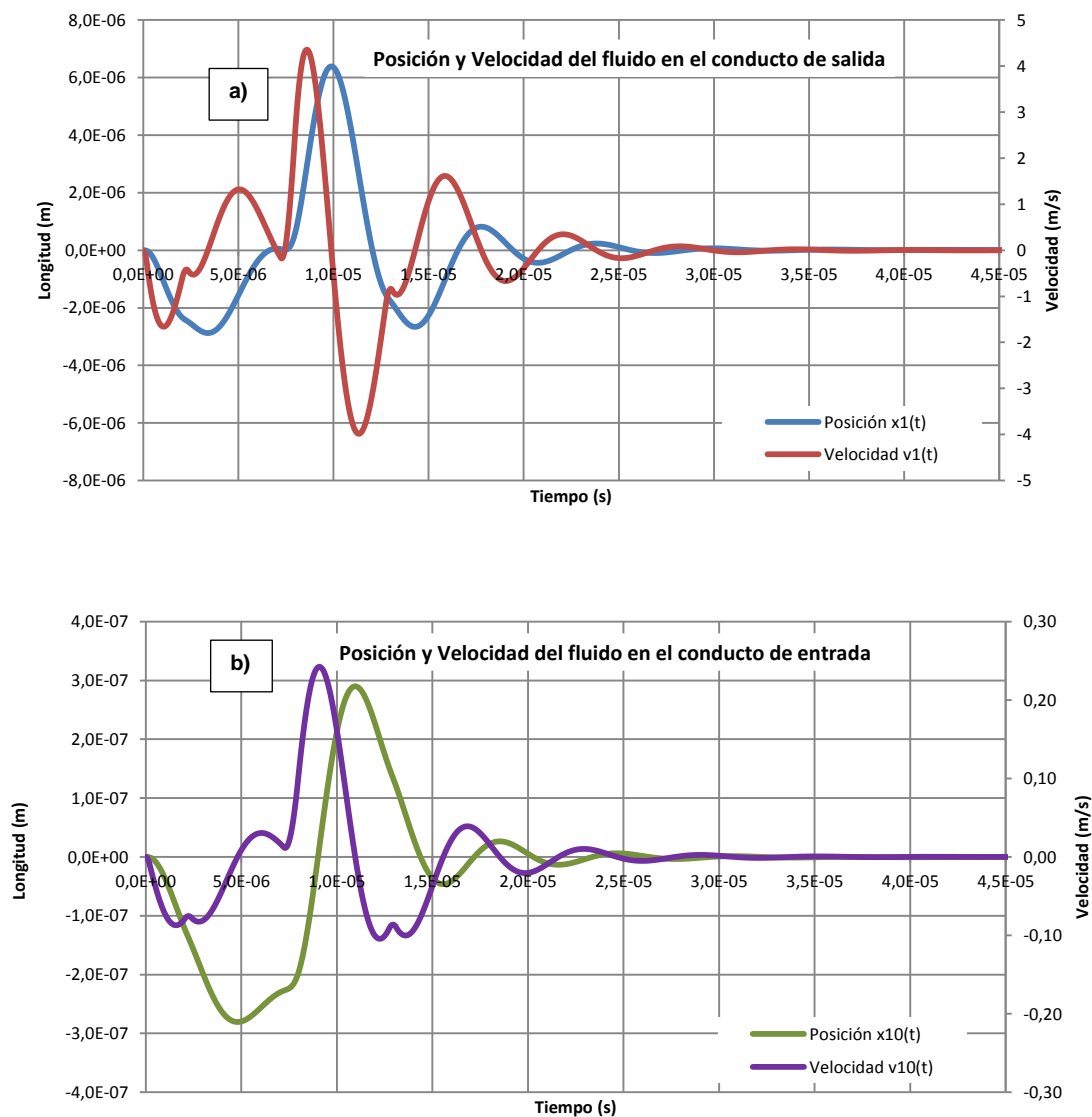 Posición y Velocidad del fluido en el conducto de salida
a)
8,0E-06
6,0E-06
4,0E-06
2,0E-06
0,0E+00
-2,0E-06
-4,0E-06
-6,0E-06
-8,0E-06
Longitud (m)
5
4
3
2
1
0
-1
-2
-3
-4
-5
Velocidad (m/s)
0,0E+00 5,0E-06 1,0E-05 1,5E-05 2,0E-05 2,5E-05 3,0E-05 3,5E-05 4,0E-05 4,5E-05
Posición x1(t)
Velocidad v1(t)
Tiempo (s)
Posición y Velocidad del fluido en el conducto de entrada
b)
4,0E-07
3,0E-07
2,0E-07
1,0E-07
0,0E+00
-1,0E-07
-2,0E-07
-3,0E-07
-4,0E-07
Longitud (m)
0,30
0,20
0,10
0,00
-0,10
-0,20
-0,30
Velocidad (m/s)
0,0E+00 5,0E-06 1,0E-05 1,5E-05 2,0E-05 2,5E-05 3,0E-05 3,5E-05 4,0E-05 4,5E-05
Posición x10(t)
Velocidad v10(t)
Tiempo (s)